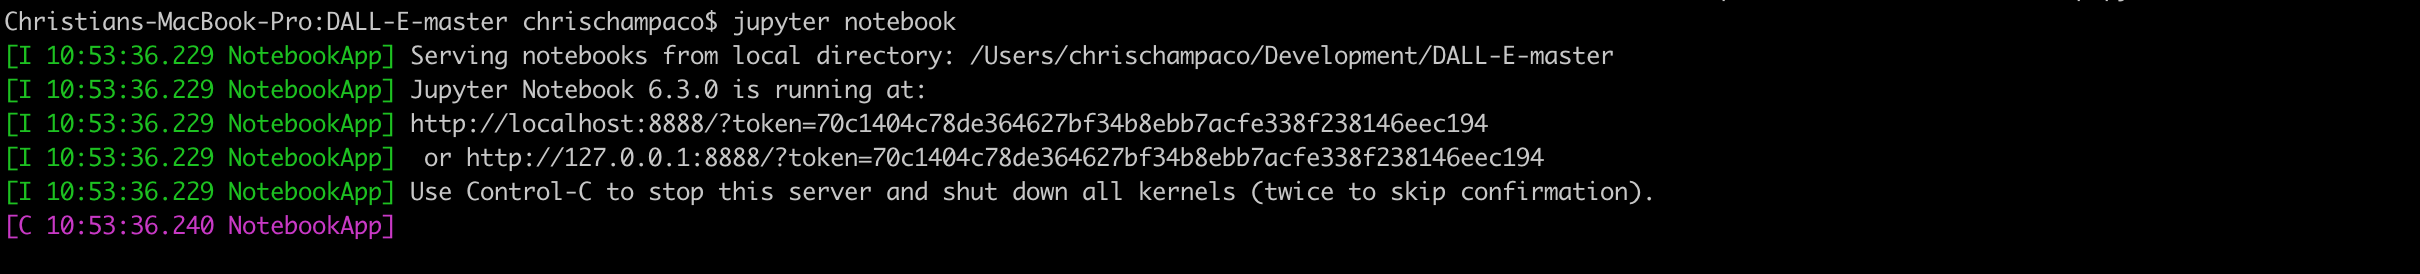 Christians-MacBook-Pro:DALL-E-master chrischampaco$ jupyter notebook
[I 10:53:36.229 NotebookApp] Serving notebooks from local directory: /Users/chrischampaco/Development/DALL-E-master
[I 10:53:36.229 NotebookApp] Jupyter Notebook 6.3.0 is running at:
[I 10:53:36.229 NotebookApp] http://localhost:8888/?token=70c1404c78de364627bf34b8ebb7acfe338f238146eec194
[I 10:53:36.229 NotebookApp]  or http://127.0.0.1:8888/?token=70c1404c78de364627bf34b8ebb7acfe338f238146eec194
[I 10:53:36.229 NotebookApp] Use Control-C to stop this server and shut down all kernels (twice to skip confirmation).
[C 10:53:36.240 NotebookApp]